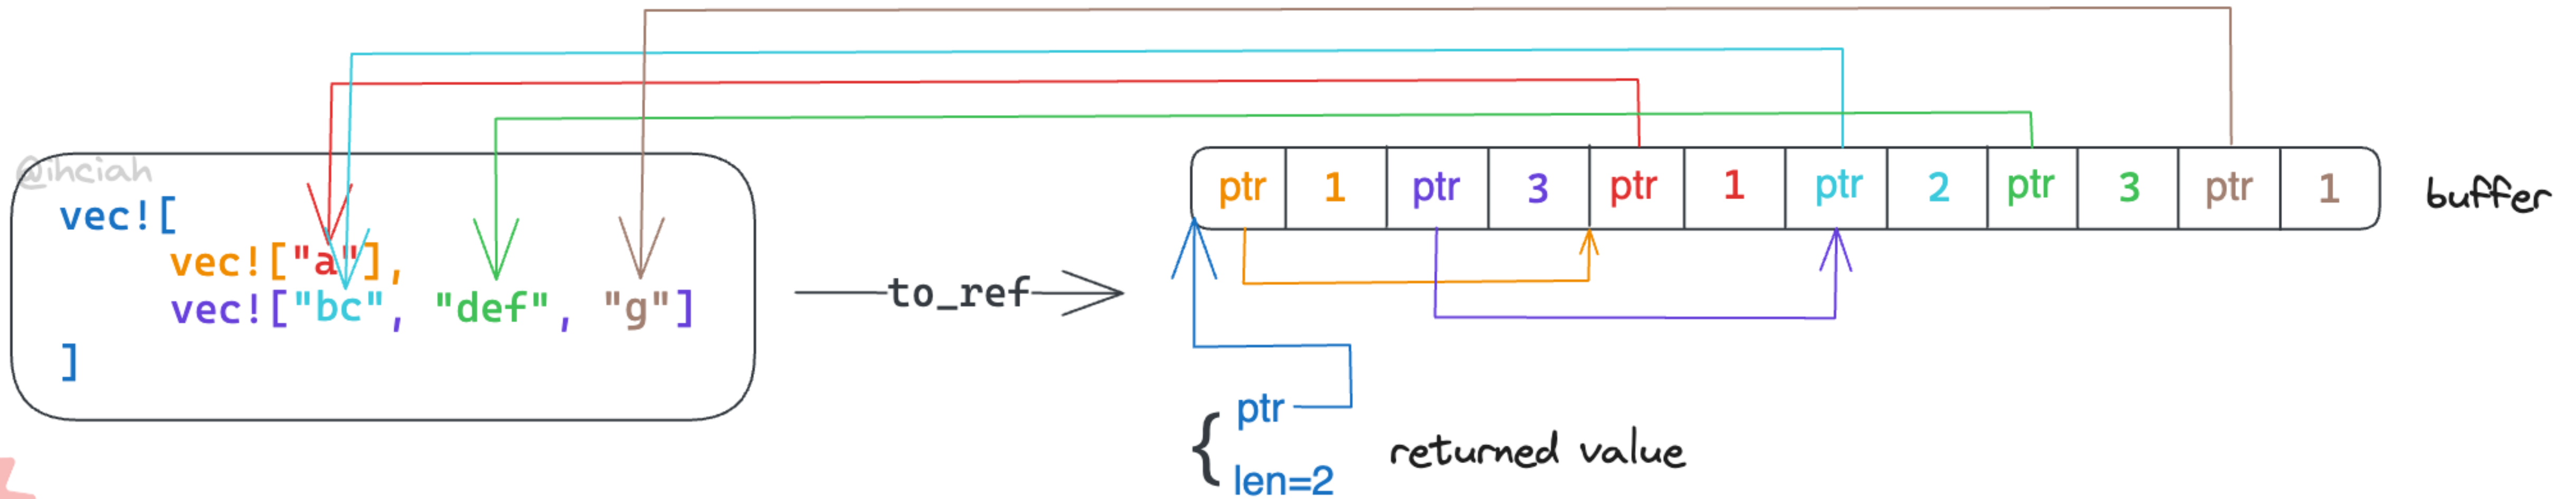 @ihciah
vec![
vec!["a"],
vec!["bc", "def", "g"]
]
to_ref
ptr 1 ptr 3 ptr 1 ptr 2 ptr 3 ptr 1
buffer
{ ptr
len=2
returned value